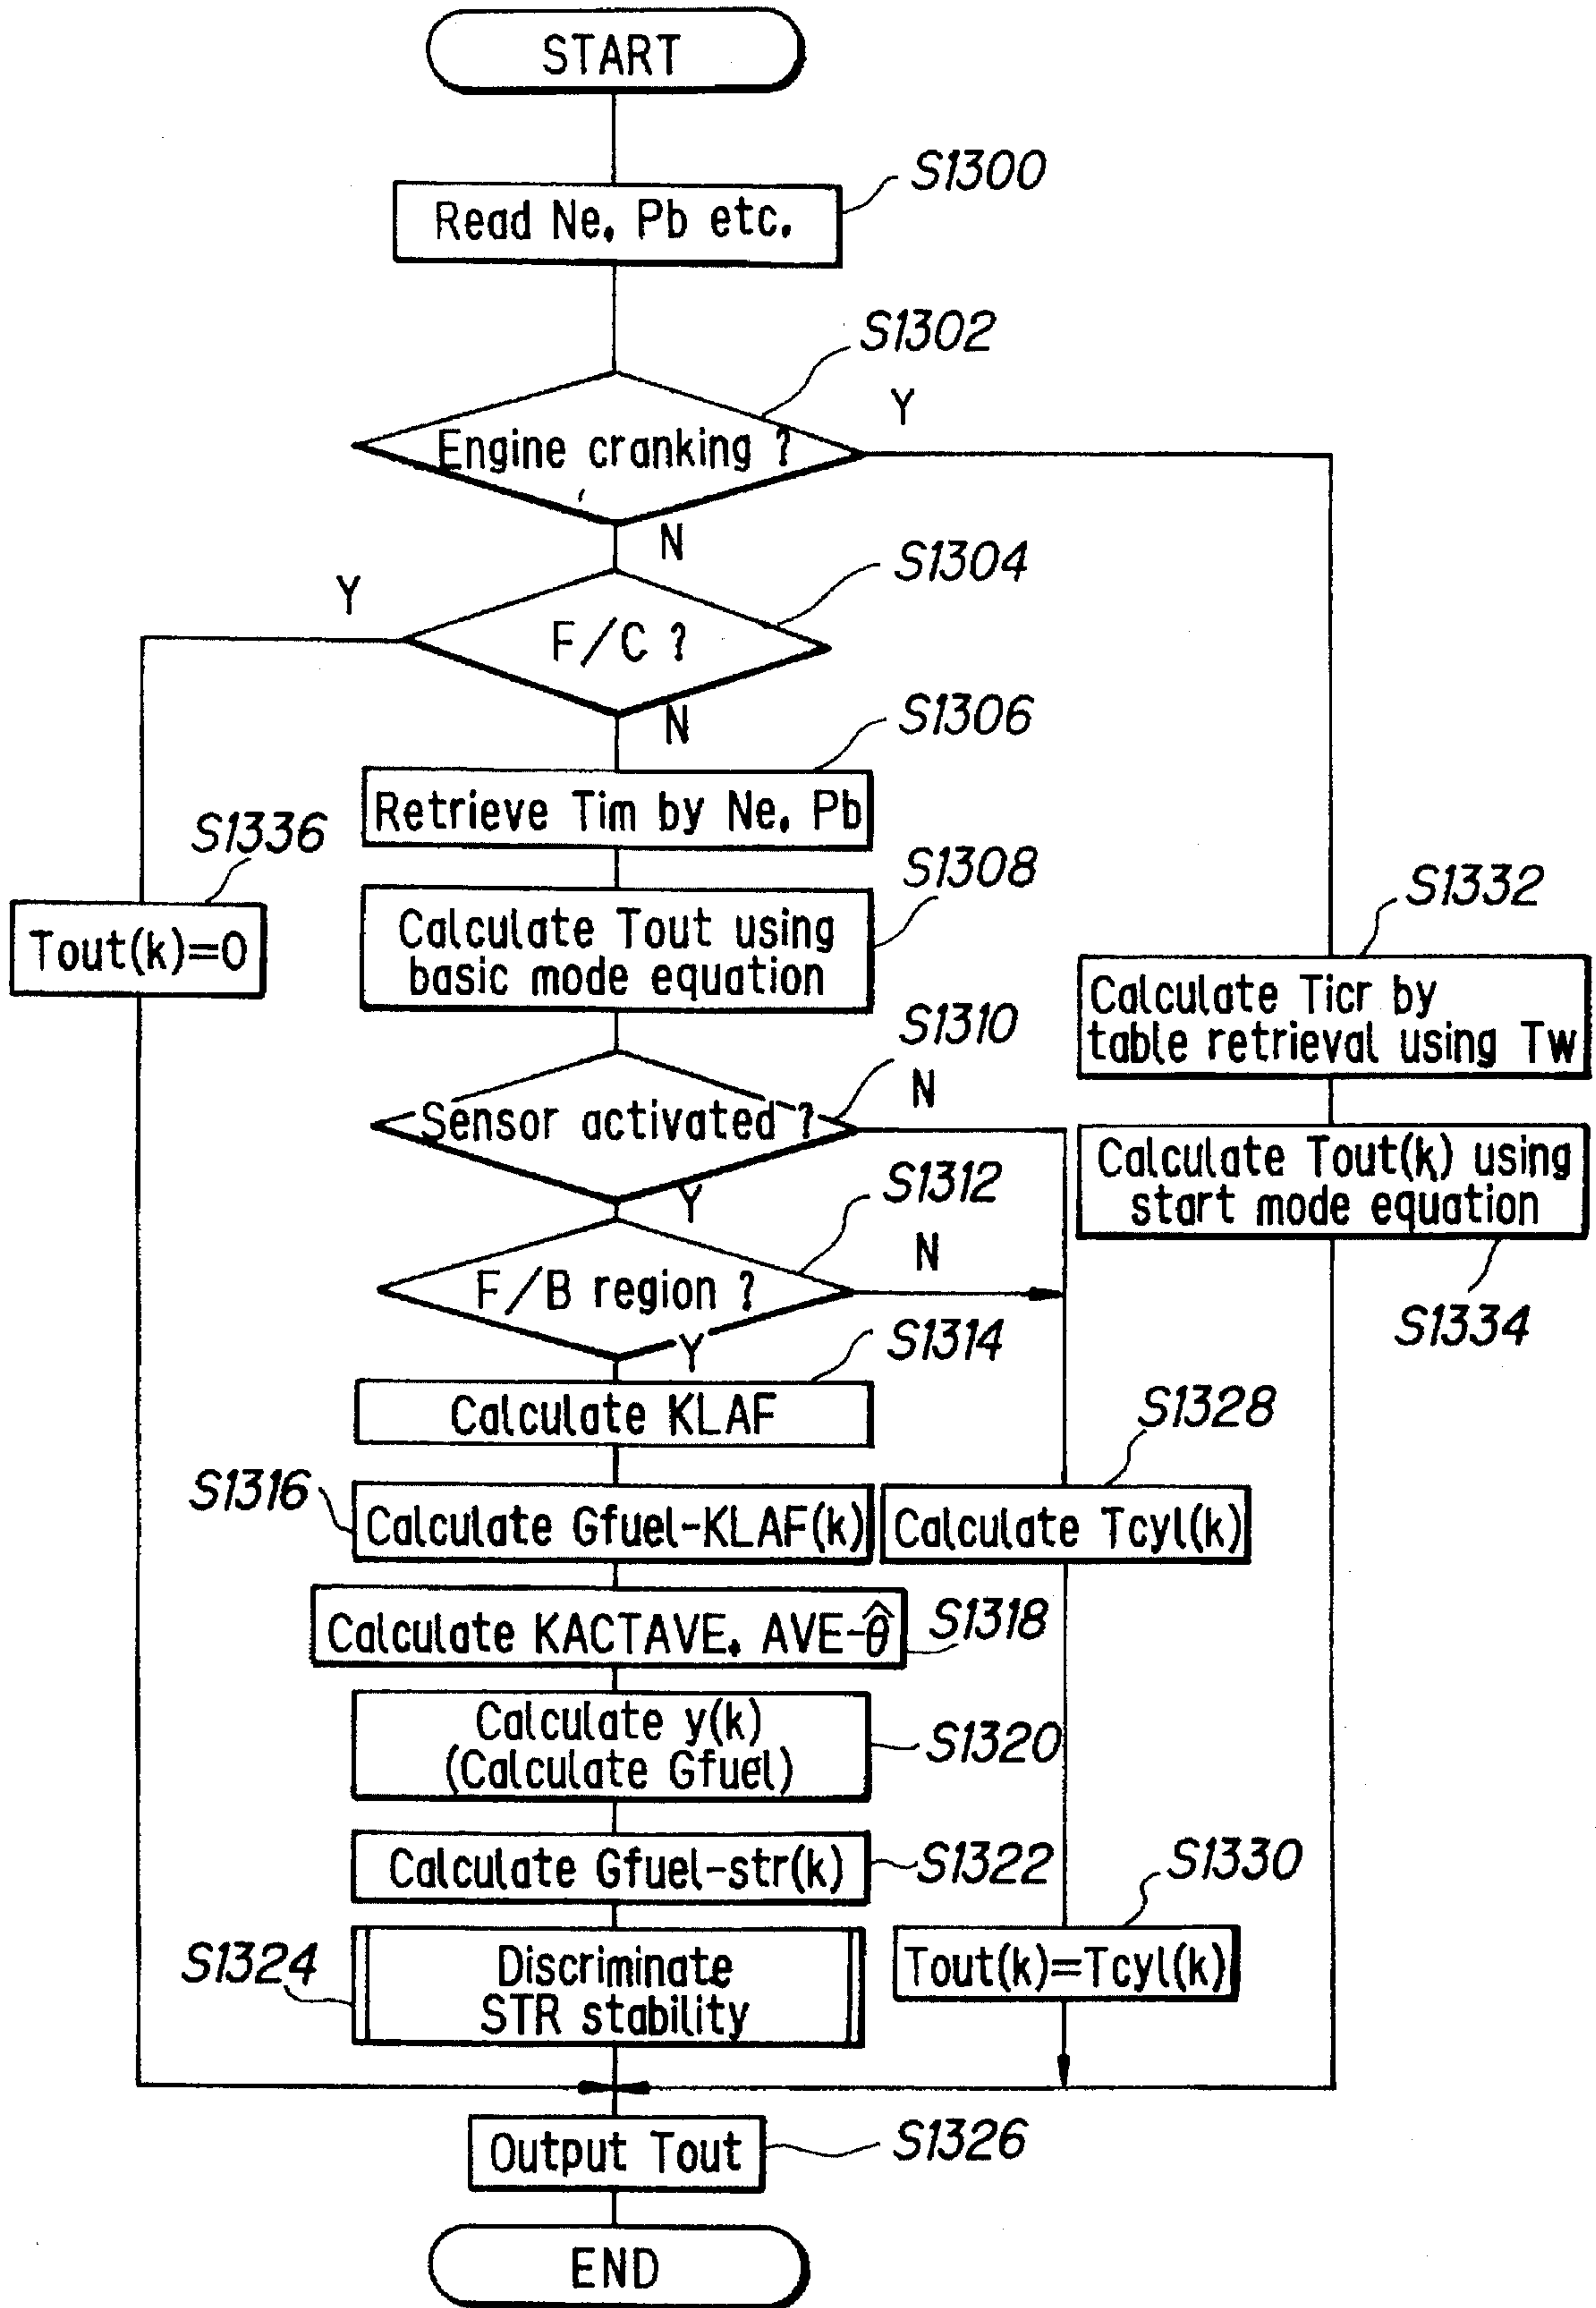 START
S1300
Read Ne. Pb etc.
S1302
Y
Engine cranking ?
N
S1304
Y
F/C ?
N
S1306
Retrieve Tim by Ne. Pb
S1336
S1308
Tout(k)=0
Calculate Tout using
basic mode equation
S1332
Calculate Ticr by
table retrieval using Tw
S1310
N
Sensor activated ?
Y
Calculate Tout(k) using
start mode equation
S1334
S1312
N
F/B region ?
Y
S1314
Calculate KLAF
S1328
S1316
Calculate Gfuel-KLAF(k)
Calculate Tcyl(k)
Calculate KACTAVE. AVE-θ̂
S1318
Calculate y(k)
(Calculate Gfuel)
S1320
Calculate Gfuel-str(k)
S1322
S1330
S1324
Discriminate
STR stability
Tout(k)=Tcyl(k)
Output Tout
S1326
END